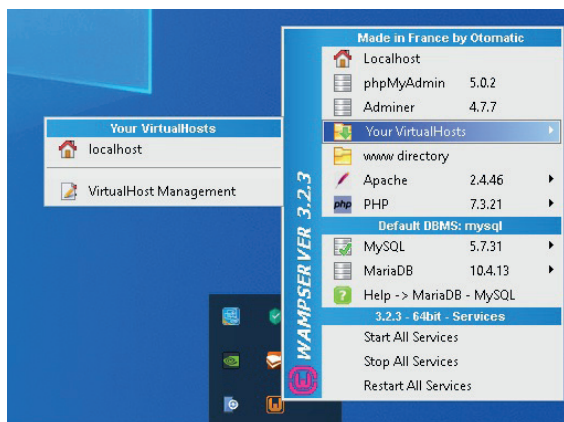 Made in France by Otomatic
Localhost
phpMyAdmin 5.0.2
Adminer 4.7.7
Your VirtualHosts
www directory
Apache 2.4.46
php PHP 7.3.21
Default DBMS: mysql
MySQL 5.7.31
MariaDB 10.4.13
? Help -> MariaDB - MySQL
3.2.3 - 64bit - Services
Start All Services
Stop All Services
Restart All Services
WAMPSERVER 3.2.3
Your VirtualHosts
localhost
VirtualHost Management